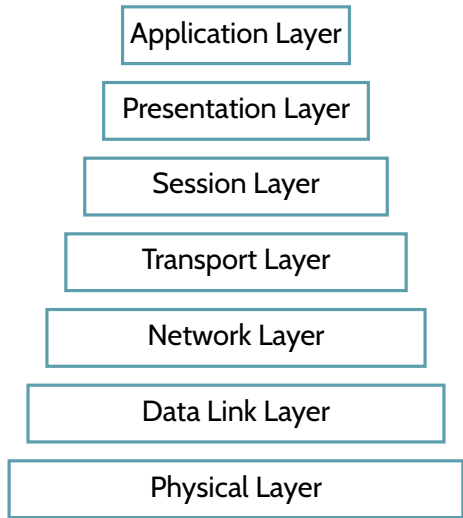 Application Layer
Presentation Layer
Session Layer
Transport Layer
Network Layer
Data Link Layer
Physical Layer